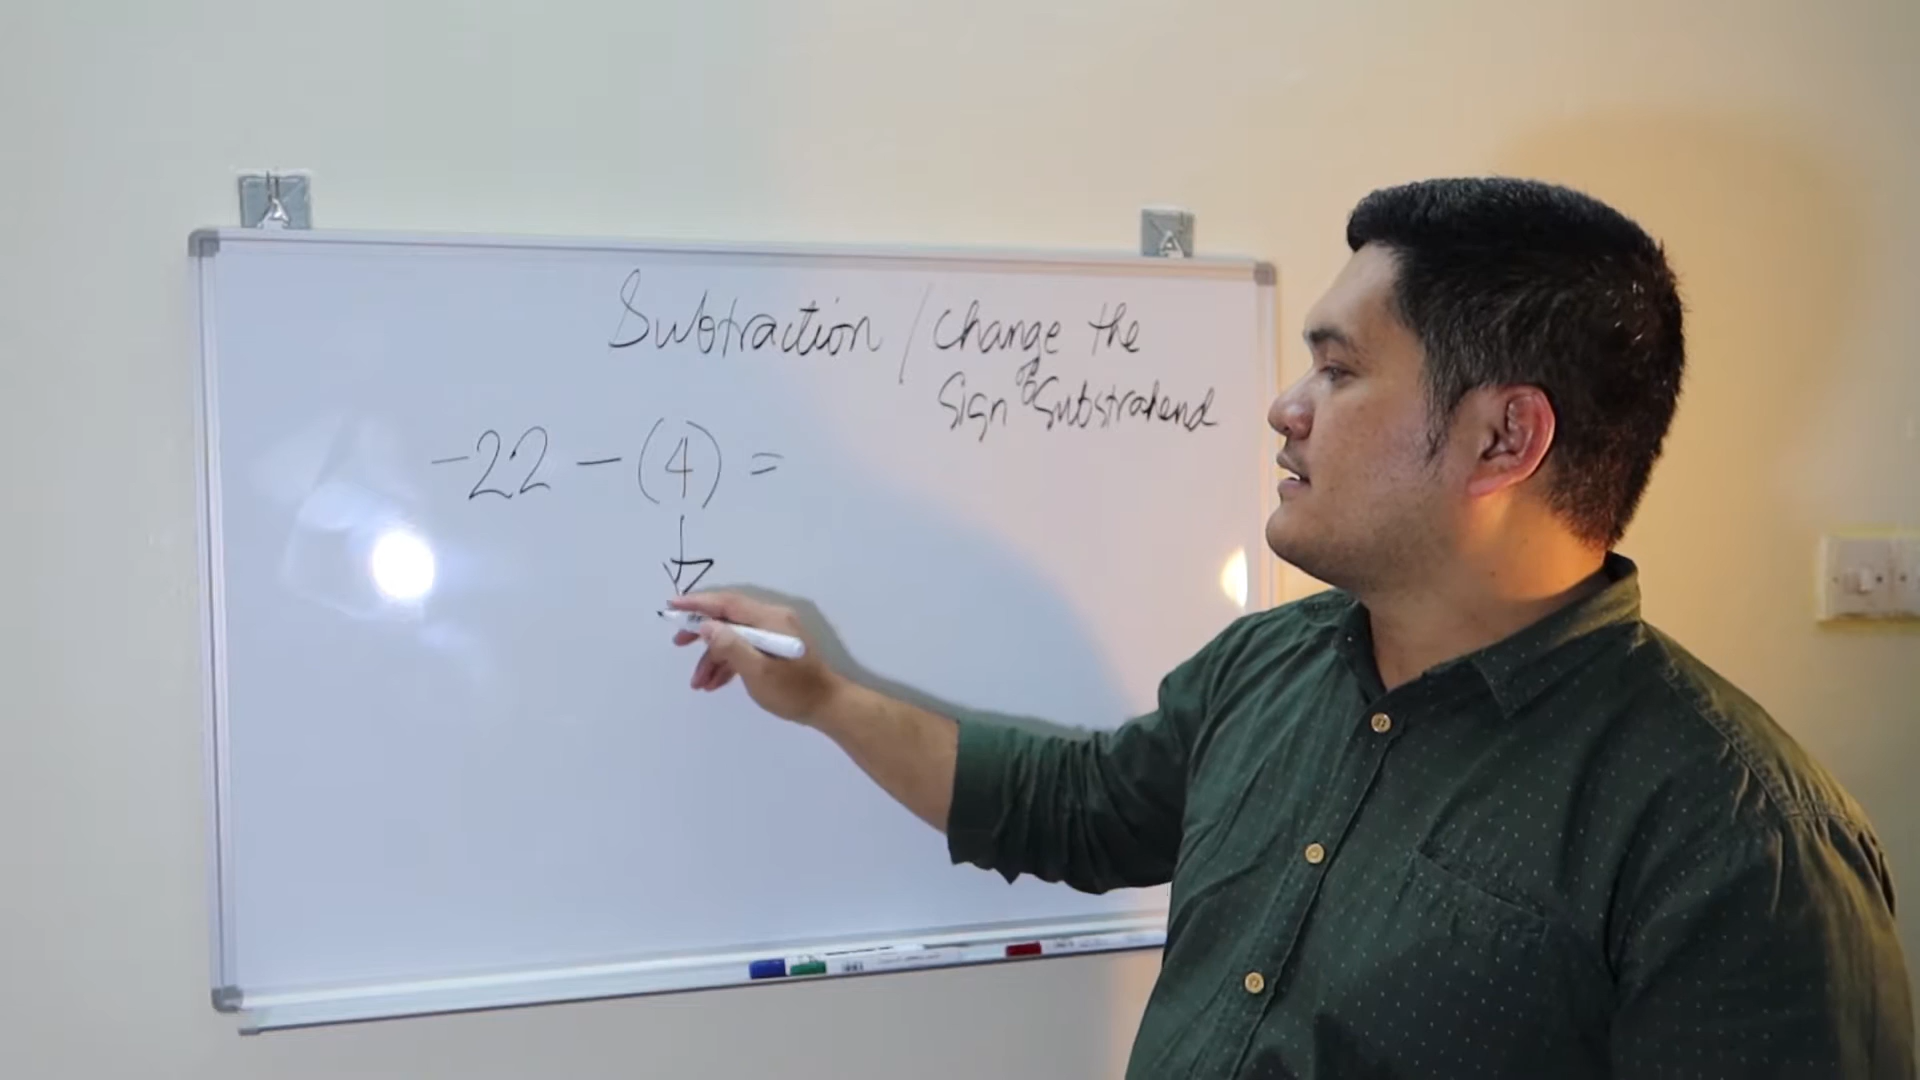 Subtraction / Change the
Sign of Substrahend
-22 - (4) =